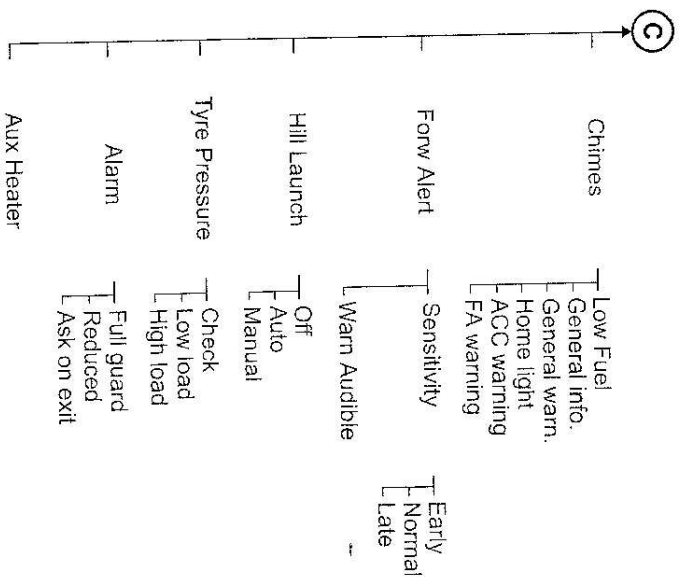 C
Chimes
Low Fuel
General info.
General warn.
Home light
ACC warning
FA warning
Forw Alert
Sensitivity
Early
Normal
Late
Warn Audible
Hill Launch
Off
Auto
Manual
Tyre Pressure
Check
Low load
High load
Alarm
Full guard
Reduced
Ask on exit
Aux Heater